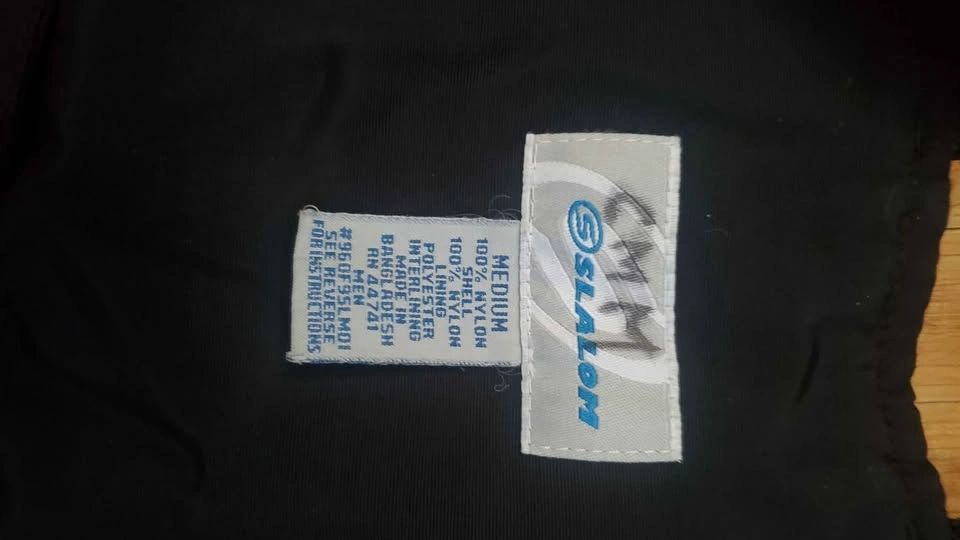 S SLALOM
MEDIUM
100% NYLON
SHELL
100% NYLON
LINING
POLYESTER
INTERLINING
MADE IN
BANGLADESH
RN 44741
MEN
#960F95LM01
SEE REVERSE
FOR INSTRUCTIONS